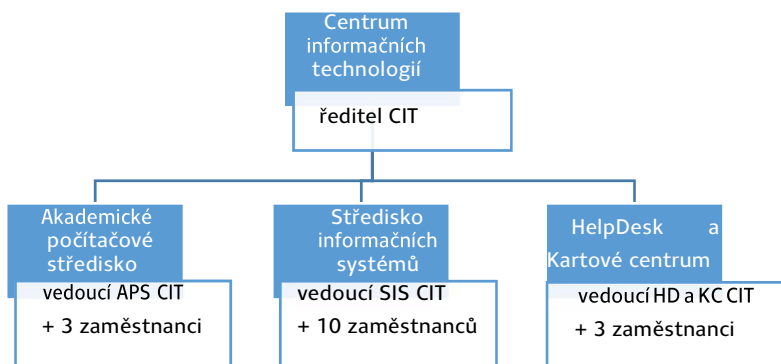 Centrum
informačních
technologií
ředitel CIT
Akademické
počítačové
středisko
vedoucí APS CIT
+ 3 zaměstnanci
Středisko
informačních
systémů
vedoucí SIS CIT
+ 10 zaměstnanců
HelpDesk a
Kartové centrum
vedoucí HD a KC CIT
+ 3 zaměstnanci